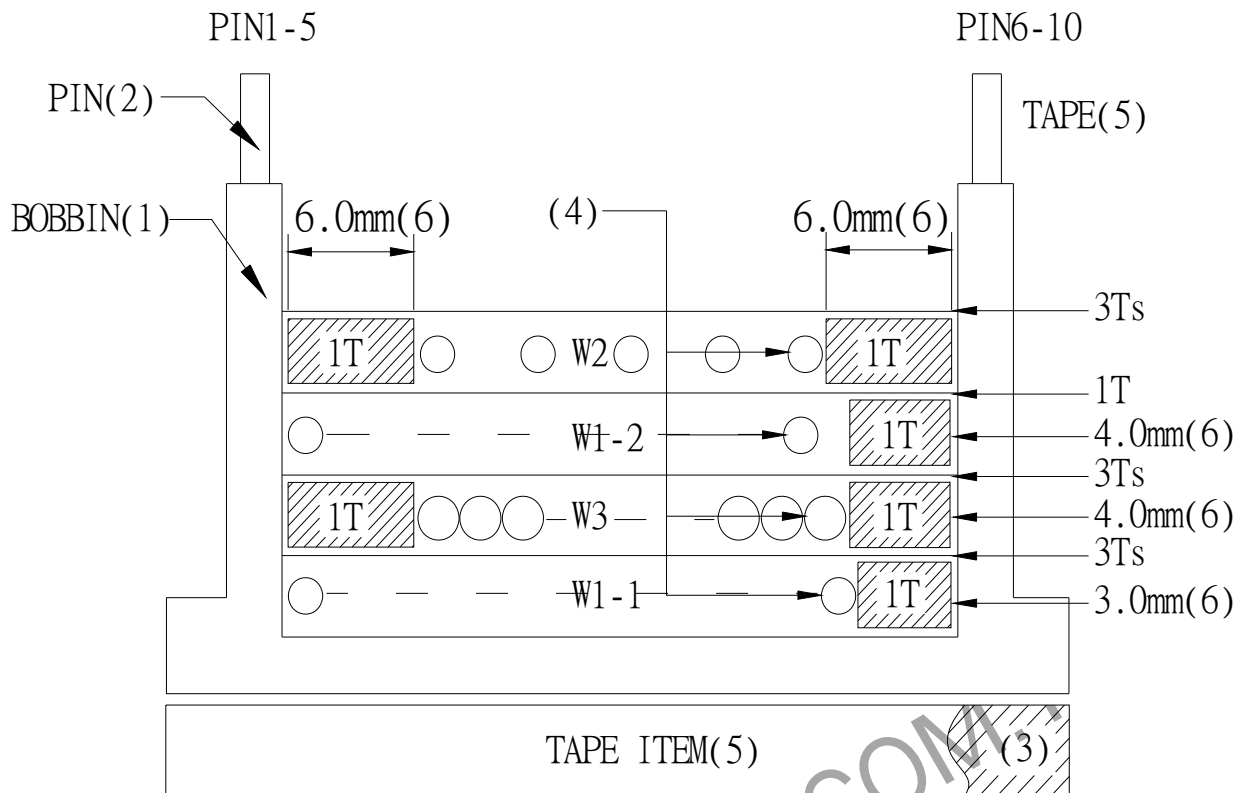 PIN1-5 PIN6-10
PIN(2) TAPE(5)
BOBBIN(1) 6.0mm(6) (4) 6.0mm(6)
3Ts
1T W2 1T
1T
W1-2 1T 4.0mm(6)
3Ts
1T W3 1T 4.0mm(6)
3Ts
W1-1 1T 3.0mm(6)
TAPE ITEM(5) (3)
COM.